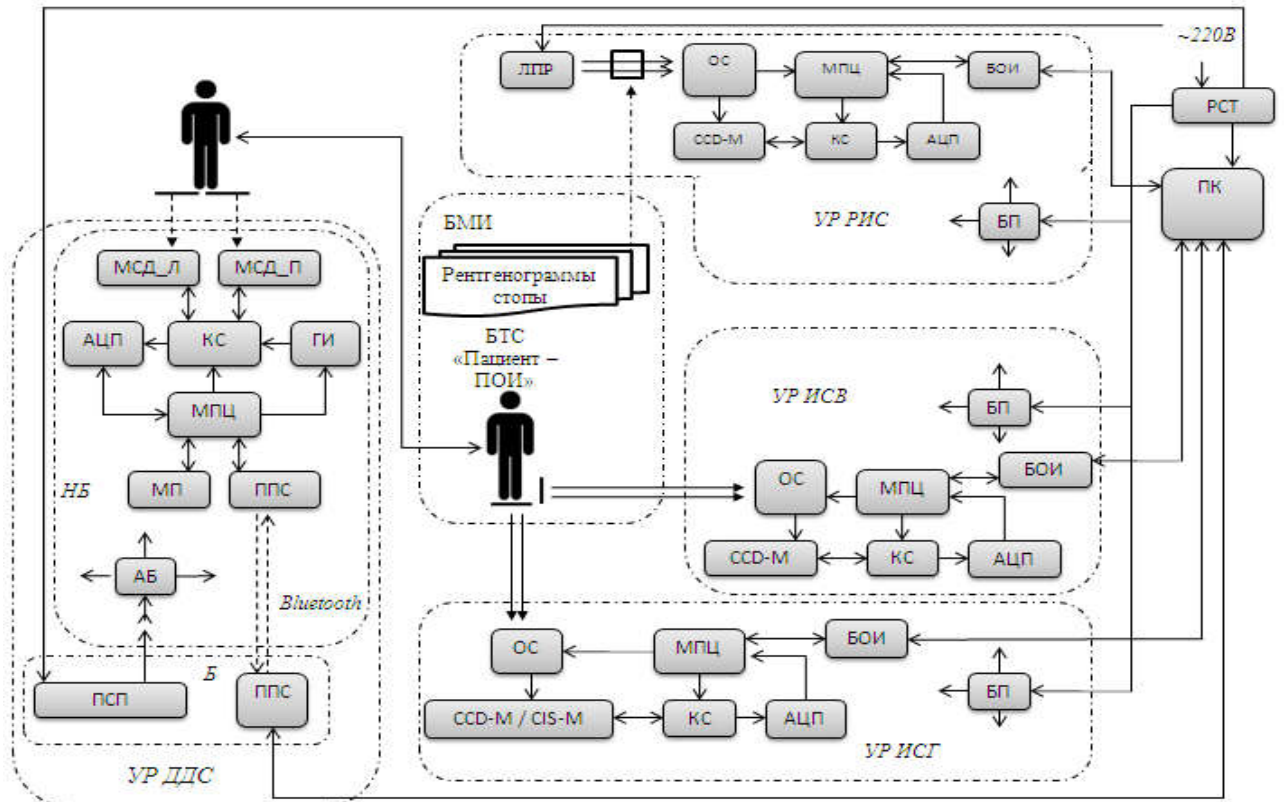 ~220В
ЛПР
ОС
МПЦ
БОИ
РСТ
CCD-M
КС
АЦП
ПК
УР РИС
БП
БМИ
Рентгенограммы
стопы
БТС
«Пациент –
ПОИ»
МСД_Л
МСД_П
АЦП
КС
ГИ
МПЦ
НБ
МП
ППС
АБ
Bluetooth
Б
ПСП
ППС
УР ДДС
УР ИСВ
БП
БОИ
ОС
МПЦ
CCD-M
КС
АЦП
ОС
МПЦ
БОИ
БП
CCD-M / CIS-M
КС
АЦП
УР ИСГ